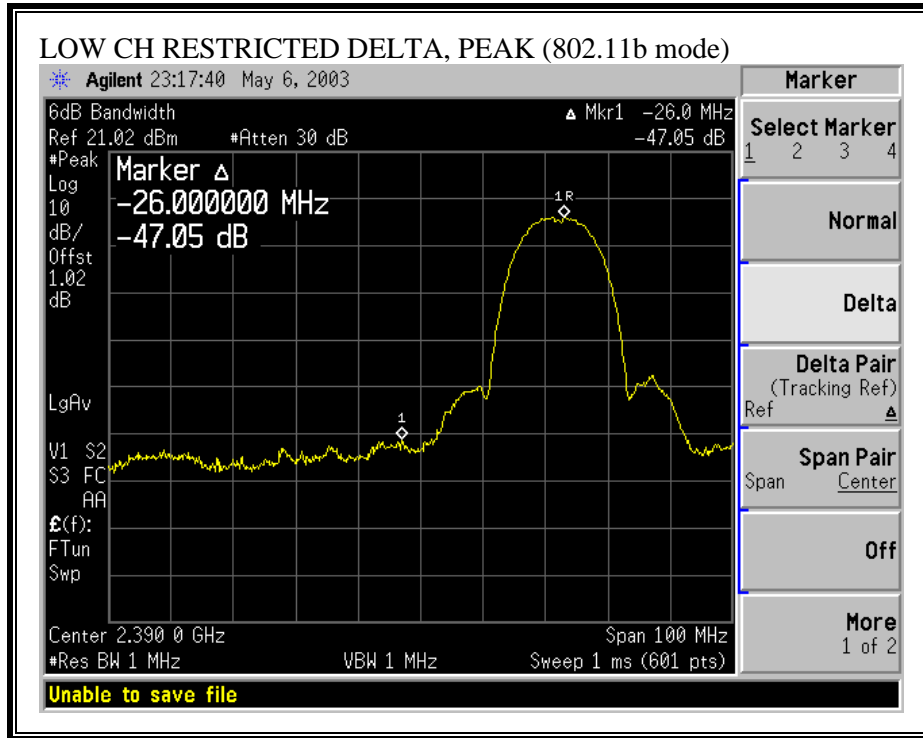 LOW CH RESTRICTED DELTA, PEAK (802.11b mode)
Agilent 23:17:40 May 6, 2003
Marker
6dB Bandwidth
Δ Mkr1 -26.0 MHz
Ref 21.02 dBm #Atten 30 dB -47.05 dB
#Peak
Log
10
dB/
Offst
1.02
dB
Marker Δ
-26.000000 MHz
-47.05 dB
1R
1
LgAv
V1 S2
S3 FC
AA
£(f):
FTun
Swp
Center 2.390 0 GHz Span 100 MHz
#Res BW 1 MHz VBW 1 MHz Sweep 1 ms (601 pts)
Unable to save file
Select Marker
1 2 3 4
Normal
Delta
Delta Pair
(Tracking Ref)
Ref Δ
Span Pair
Span Center
Off
More
1 of 2